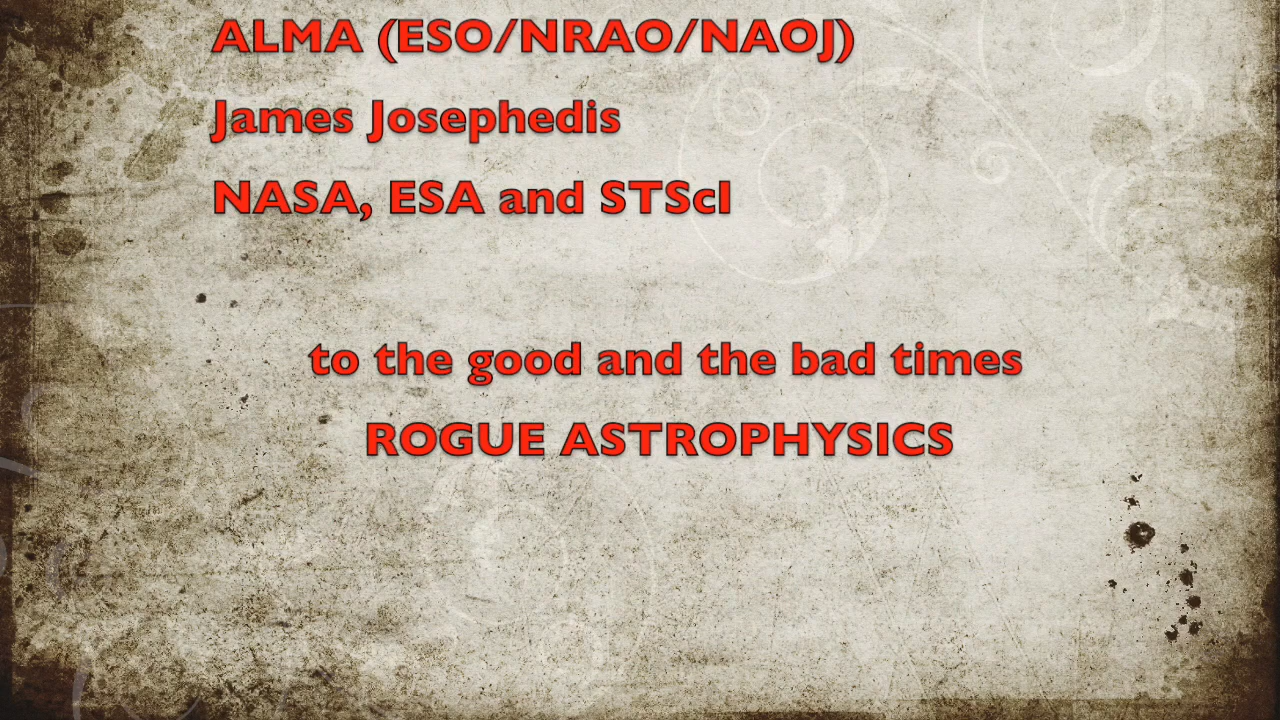 ALMA (ESO/NRAO/NAOJ)
James Josephedis
NASA, ESA and STScI
to the good and the bad times
ROGUE ASTROPHYSICS